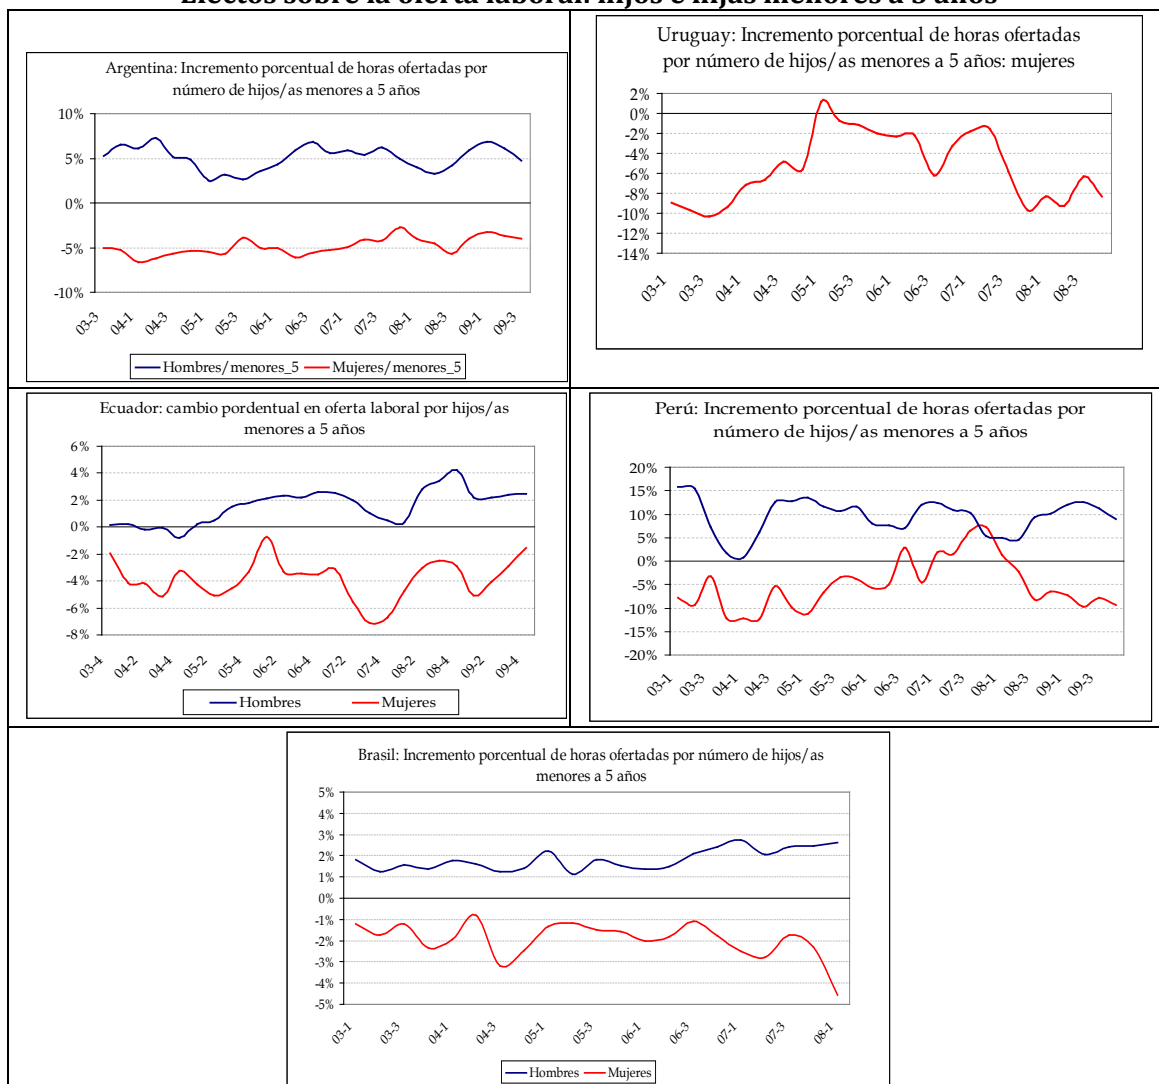 Efectos sobre la oferta laboral: hijos e hijas menores a 5 años
Argentina: Incremento porcentual de horas ofertadas por
número de hijos/as menores a 5 años
10%
5%
0%
-5%
-10%
03-3 04-1 04-3 05-1 05-3 06-1 06-3 07-1 07-3 08-1 08-3 09-1 09-3
Hombres/menores_5 Mujeres/menores_5
Uruguay: Incremento porcentual de horas ofertadas
por número de hijos/as menores a 5 años: mujeres
2%
0%
-2%
-4%
-6%
-8%
-10%
-12%
-14%
03-1 03-3 04-1 04-3 05-1 05-3 06-1 06-3 07-1 07-3 08-1 08-3
Ecuador: cambio pordentual en oferta laboral por hijos/as
menores a 5 años
6%
4%
2%
0%
-2%
-4%
-6%
-8%
03-4 04-2 04-4 05-2 05-4 06-2 06-4 07-2 07-4 08-2 08-4 09-2 09-4
Hombres Mujeres
Perú: Incremento porcentual de horas ofertadas por
número de hijos/as menores a 5 años
20%
15%
10%
5%
0%
-5%
-10%
-15%
-20%
03-1 03-3 04-1 04-3 05-1 05-3 06-1 06-3 07-1 07-3 08-1 08-3 09-1 09-3
Brasil: Incremento porcentual de horas ofertadas por número de hijos/as
menores a 5 años
5%
4%
3%
2%
1%
0%
-1%
-2%
-3%
-4%
-5%
03-1 03-3 04-1 04-3 05-1 05-3 06-1 06-3 07-1 07-3 08-1
Hombres Mujeres